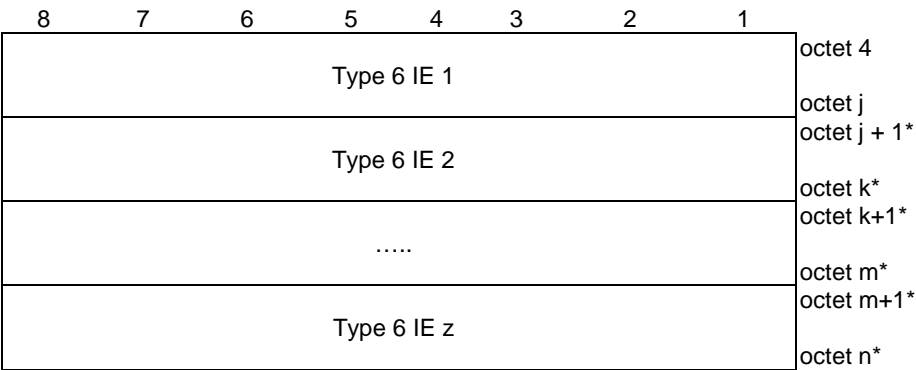 8 7 6 5 4 3 2 1
octet 4
Type 6 IE 1
octet j
octet j + 1*
Type 6 IE 2
octet k*
octet k+1*
…..
octet m*
octet m+1*
Type 6 IE z
octet n*